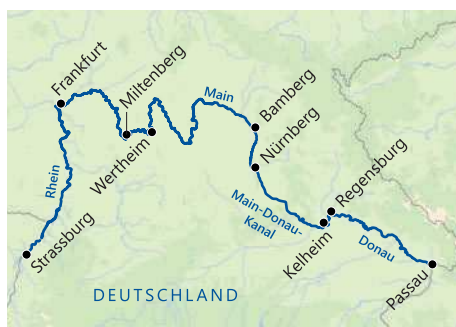 Frankfurt
Miltenberg
Main
Bamberg
Wertheim
Nürnberg
Rhein
Regensburg
Main-Donau-
Kanal
Strassburg
Kelheim
Donau
Passau
DEUTSCHLAND